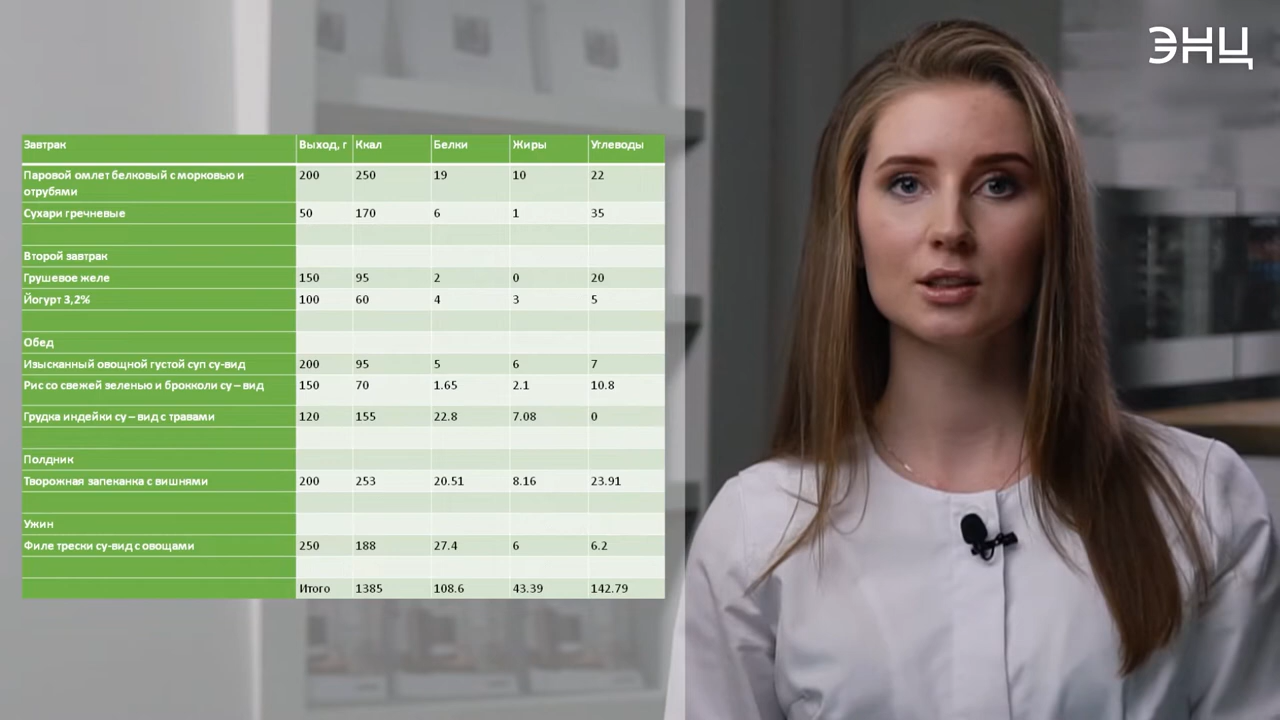 ЭНЦ
Завтрак Выход, г Ккал Белки Жиры Углеводы
Паровой омлет белковый с морковью и
отрубями 200 250 19 10 22
Сухари гречневые 50 170 6 1 35
Второй завтрак
Грушевое желе 150 95 2 0 20
Йогурт 3,2% 100 60 4 3 5
Обед
Изысканный овощной густой суп су-вид 200 95 5 6 7
Рис со свежей зеленью и брокколи су – вид 150 70 1.65 2.1 10.8
Грудка индейки су – вид с травами 120 155 22.8 7.08 0
Полдник
Творожная запеканка с вишнями 200 253 20.51 8.16 23.91
Ужин
Филе трески су-вид с овощами 250 188 27.4 6 6.2
Итого 1385 108.6 43.39 142.79